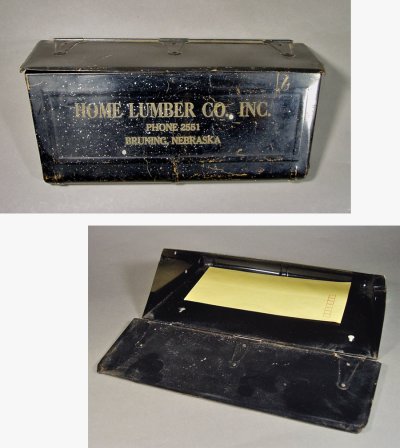 HOME LUMBER CO., INC.
PHONE 2551
BRUNING, NEBRASKA